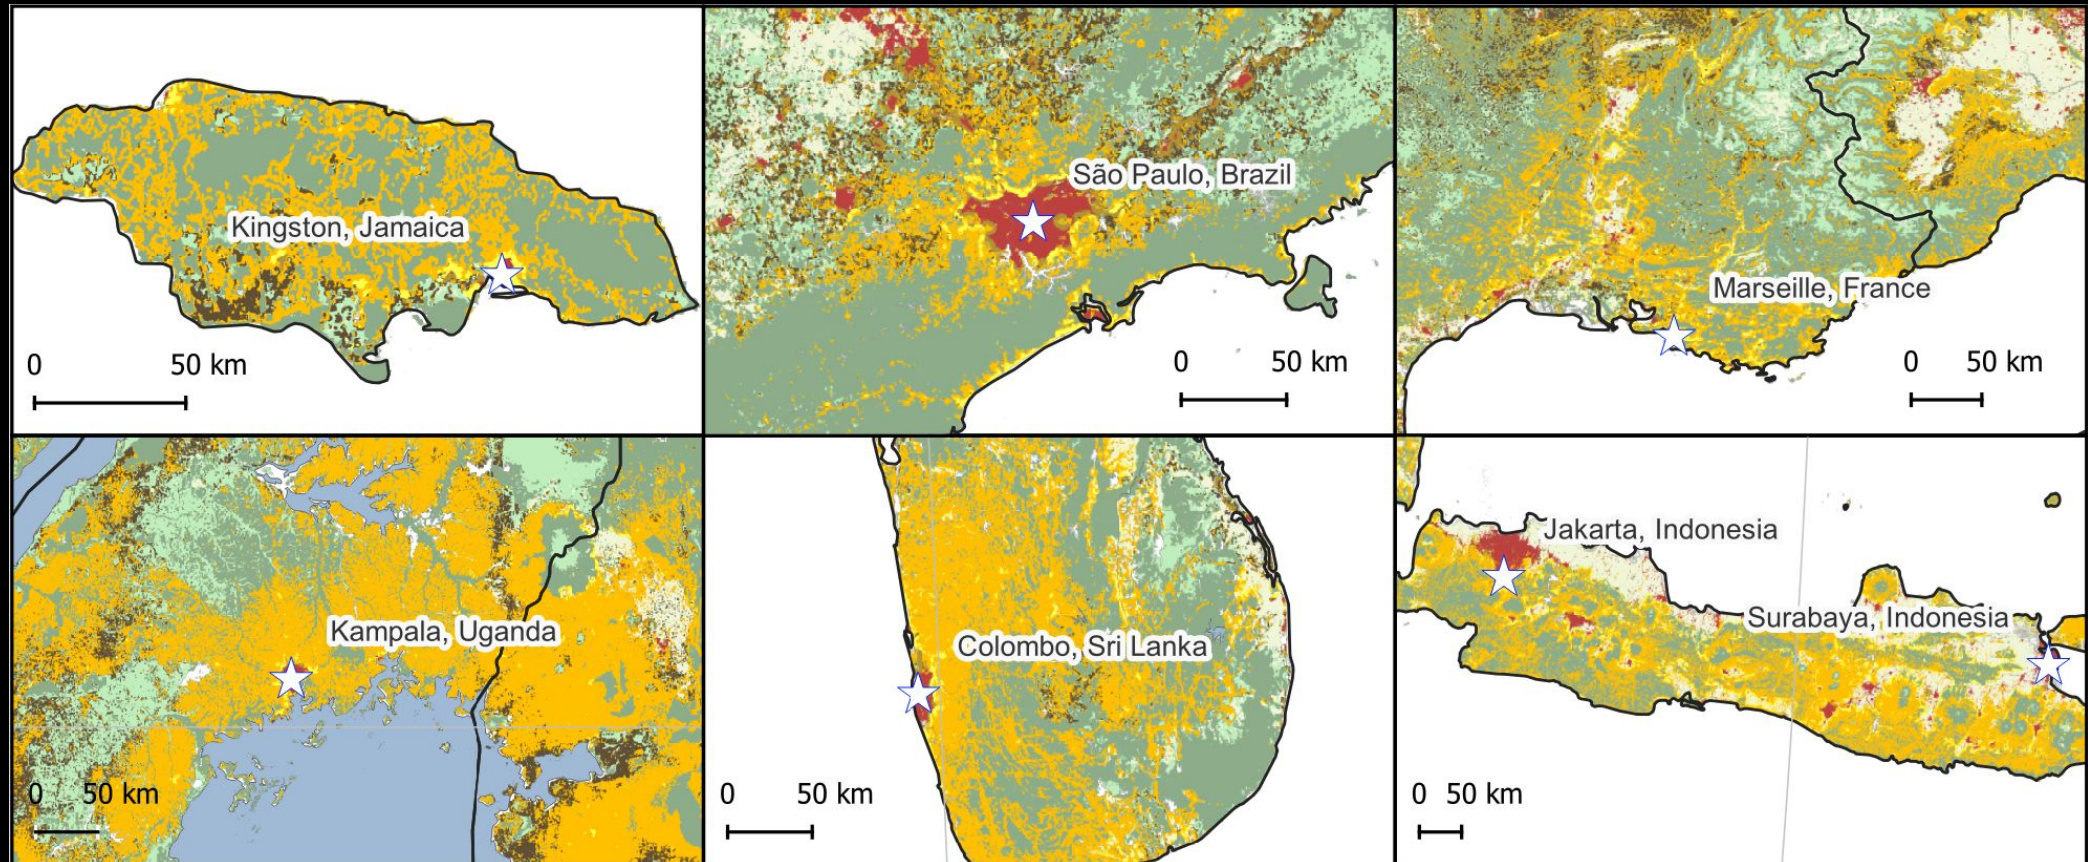 Kingston, Jamaica
0 50 km
São Paulo, Brazil
0 50 km
Marseille, France
0 50 km
Kampala, Uganda
0 50 km
Colombo, Sri Lanka
0 50 km
Jakarta, Indonesia
Surabaya, Indonesia
0 50 km